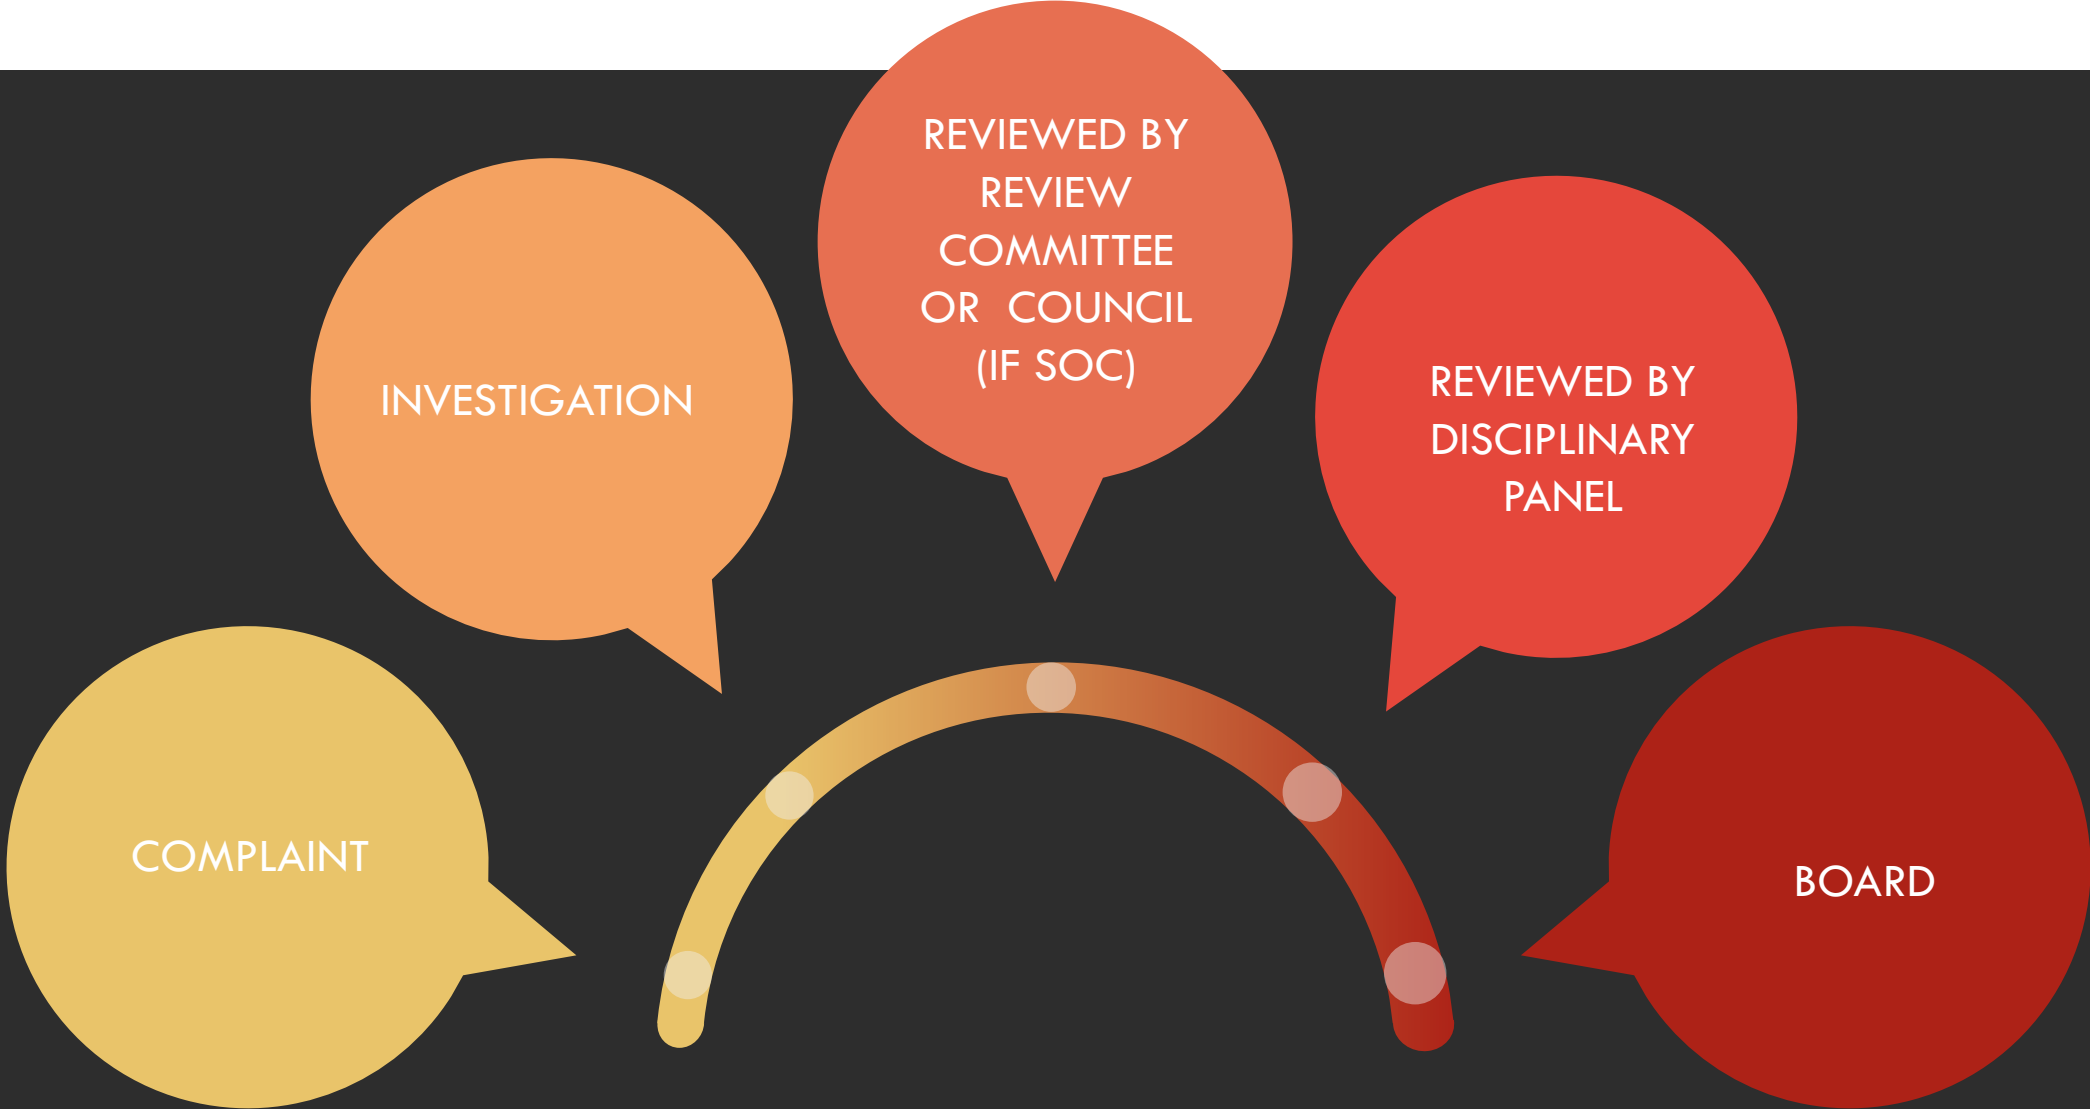 COMPLAINT
INVESTIGATION
REVIEWED BY
REVIEW
COMMITTEE
OR  COUNCIL
(IF SOC)
REVIEWED BY
DISCIPLINARY
PANEL
BOARD